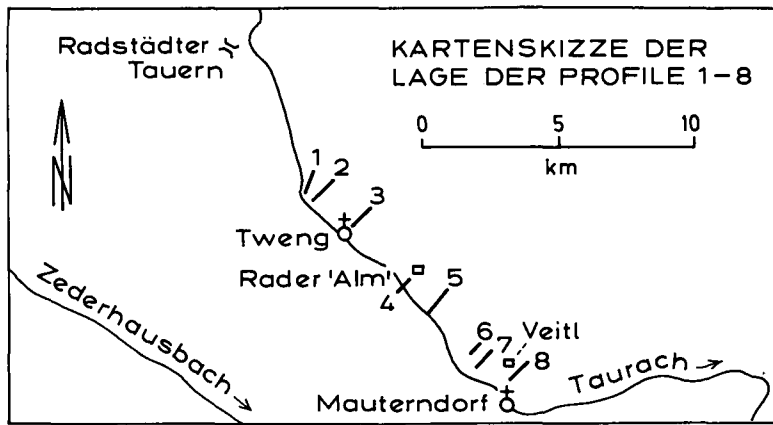 Radstädter
Tauern
KARTENSKIZZE DER
LAGE DER PROFILE 1–8
0 5 10
km
N
1
2
3
Tweng
Rader 'Alm'
4
5
Zederhausbach
6
7
Veitl
8
Taurach
Mauterndorf